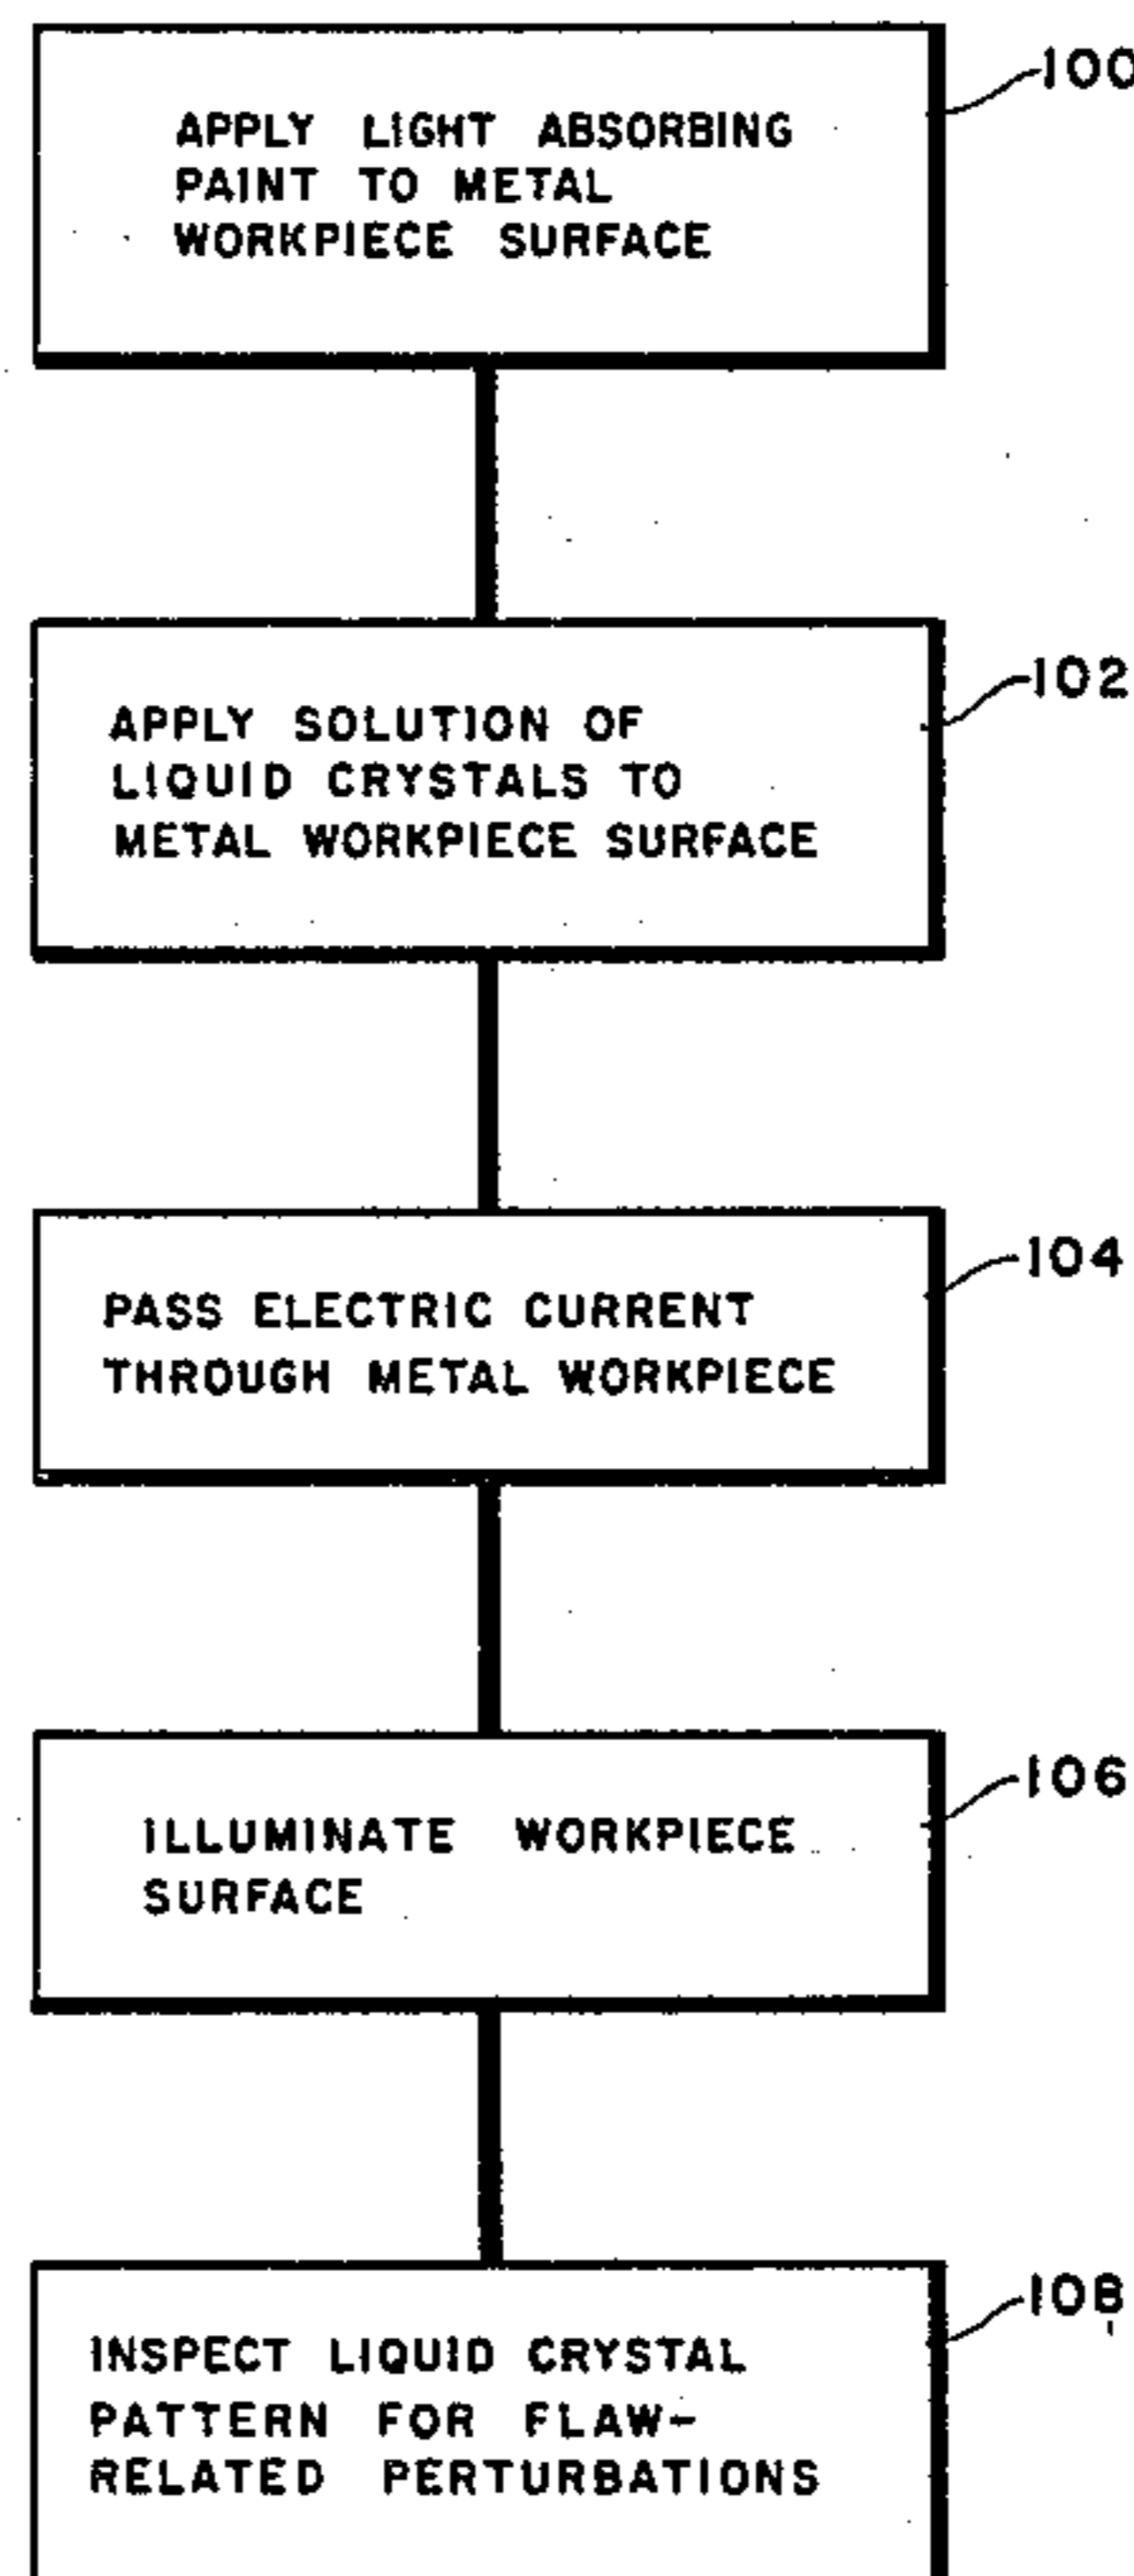 100
APPLY LIGHT ABSORBING
PAINT TO METAL
WORKPIECE SURFACE
102
APPLY SOLUTION OF
LIQUID CRYSTALS TO
METAL WORKPIECE SURFACE
104
PASS ELECTRIC CURRENT
THROUGH METAL WORKPIECE
106
ILLUMINATE WORKPIECE
SURFACE
108
INSPECT LIQUID CRYSTAL
PATTERN FOR FLAW-
RELATED PERTURBATIONS